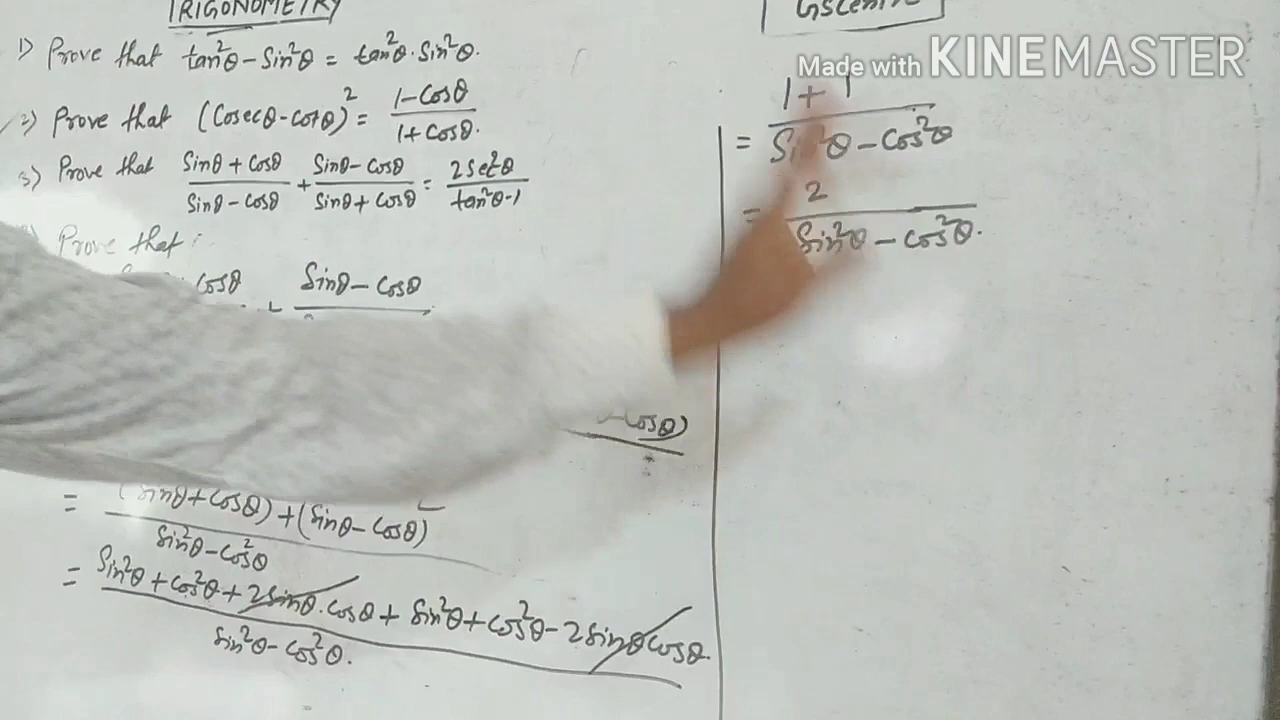 TRIGONOMETRY
1) Prove that tan²θ – Sin²θ = tan²θ · Sin²θ.
2) Prove that (Cosecθ – cotθ)² = (1 – Cosθ)/(1 + Cosθ).
3) Prove that (Sinθ + Cosθ)/(Sinθ – Cosθ) + (Sinθ – Cosθ)/(Sinθ + Cosθ) = 2Sec²θ/(tan²θ – 1)
Prove that :
Cosθ + Sinθ – Cosθ
– Cosθ)
= ((Sinθ + Cosθ) + (Sinθ – Cosθ)²)/(Sin²θ – Cos²θ)
= (Sin²θ + Cos²θ + 2Sinθ.Cosθ + Sin²θ + Cos²θ – 2SinθCosθ.)/(Sin²θ – Cos²θ.)
Made with KINEMASTER
= (1 + 1)/(Sin²θ – Cos²θ)
= 2/(Sin²θ – Cos²θ.)